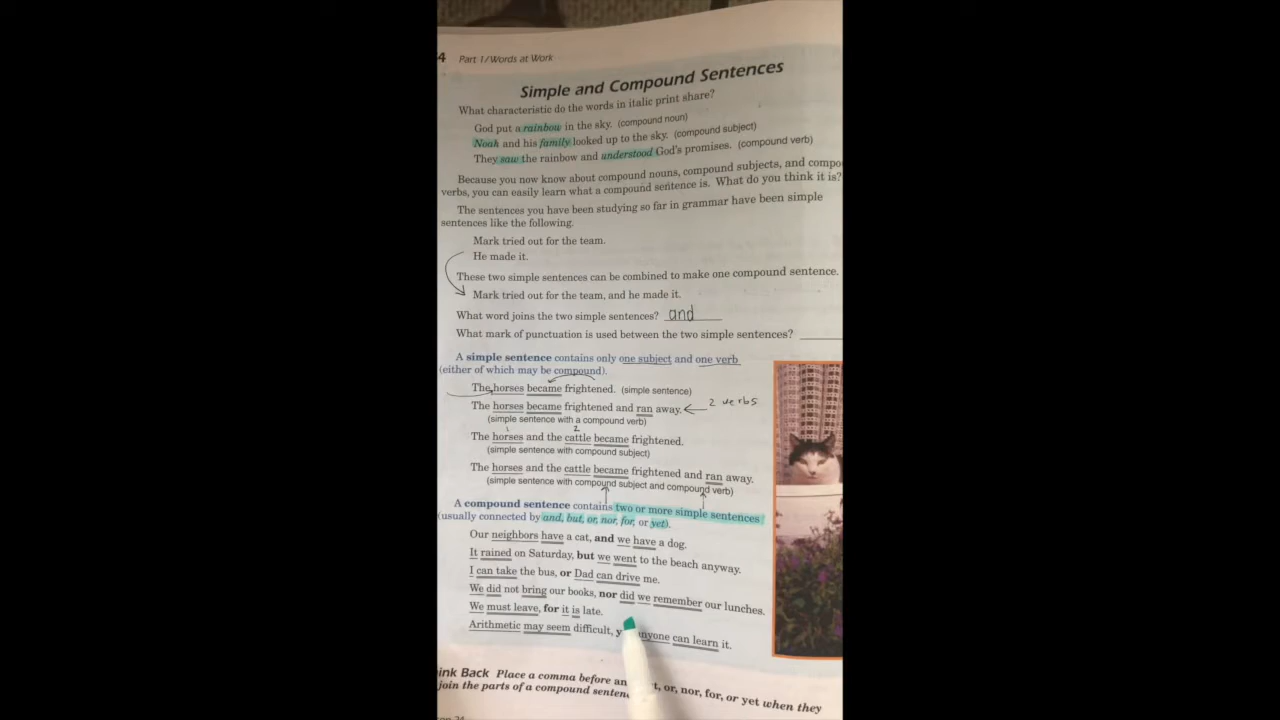 4 Part 1/Words at Work
Simple and Compound Sentences
What characteristic do the words in italic print share?
God put a rainbow in the sky. (compound noun)
Noah and his family looked up to the sky. (compound subject)
They saw the rainbow and understood God's promises. (compound verb)
Because you now know about compound nouns, compound subjects, and compo
verbs, you can easily learn what a compound sentence is. What do you think it is?
The sentences you have been studying so far in grammar have been simple
sentences like the following.
Mark tried out for the team.
He made it.
These two simple sentences can be combined to make one compound sentence.
Mark tried out for the team, and he made it.
What word joins the two simple sentences? and
What mark of punctuation is used between the two simple sentences?
A simple sentence contains only one subject and one verb
(either of which may be compound).
The horses became frightened. (simple sentence)
The horses became frightened and ran away. 2 verbs
(simple sentence with a compound verb)
1 2
The horses and the cattle became frightened.
(simple sentence with compound subject)
The horses and the cattle became frightened and ran away.
(simple sentence with compound subject and compound verb)
A compound sentence contains two or more simple sentences
(usually connected by and, but, or, nor, for, or yet).
Our neighbors have a cat, and we have a dog.
It rained on Saturday, but we went to the beach anyway.
I can take the bus, or Dad can drive me.
We did not bring our books, nor did we remember our lunches.
We must leave, for it is late.
Arithmetic may seem difficult, y anyone can learn it.
ink Back Place a comma before an t, or, nor, for, or yet when they
join the parts of a compound senten